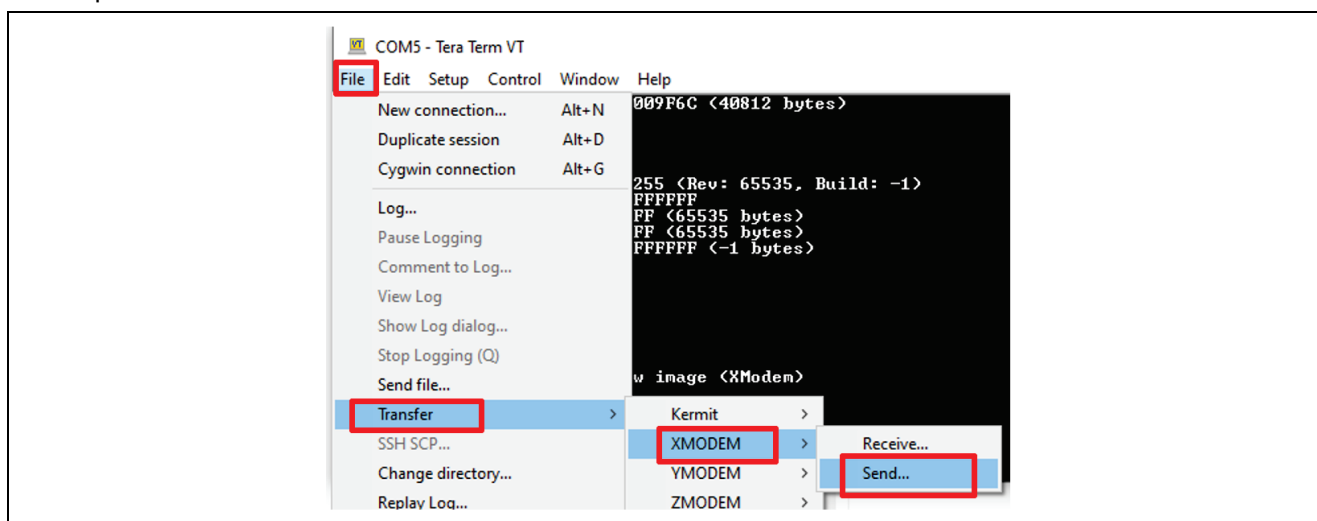 VT COM5 - Tera Term VT
File Edit Setup Control Window Help
New connection... Alt+N
Duplicate session Alt+D
Cygwin connection Alt+G
Log...
Pause Logging
Comment to Log...
View Log
Show Log dialog...
Stop Logging (Q)
Send file...
Transfer >
SSH SCP...
Change directory...
Replay Log...
009F6C (40812 bytes)
255 (Rev: 65535, Build: -1)
FFFFFF
FF (65535 bytes)
FF (65535 bytes)
FFFFFF (-1 bytes)
w image (XModem)
Kermit >
XMODEM >
YMODEM >
ZMODEM >
Receive...
Send...